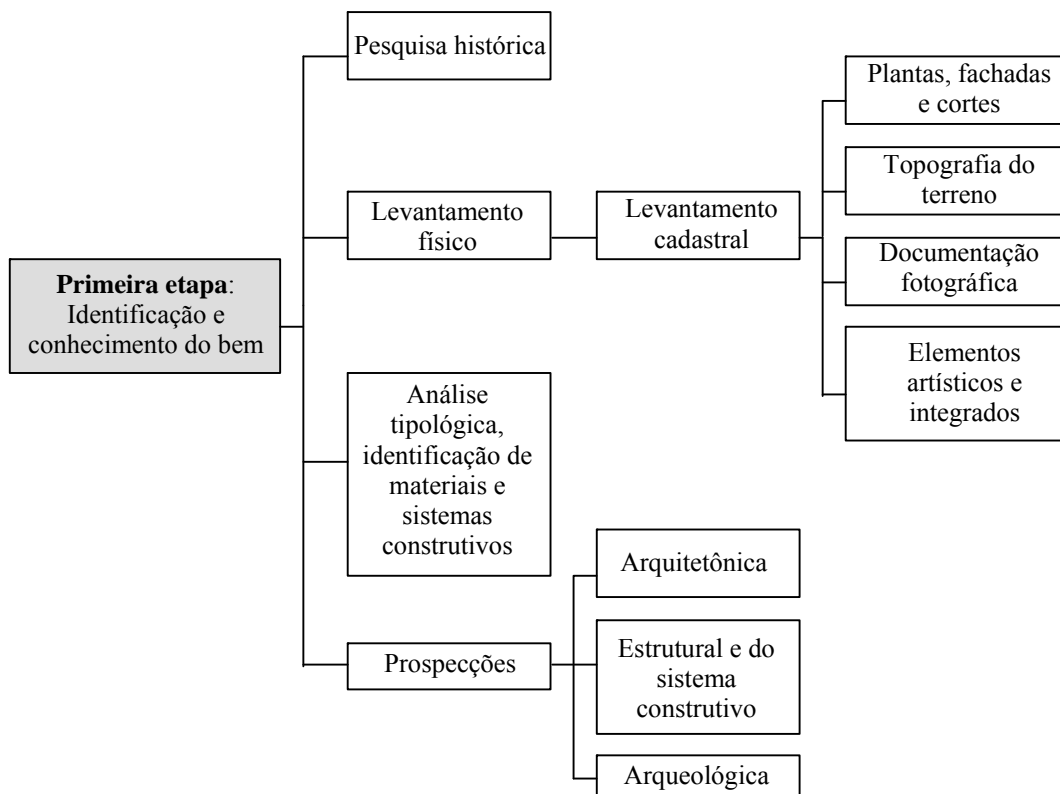 Primeira etapa:
Identificação e
conhecimento do bem
Pesquisa histórica
Levantamento
físico
Levantamento
cadastral
Plantas, fachadas
e cortes
Topografia do
terreno
Documentação
fotográfica
Elementos
artísticos e
integrados
Análise
tipológica,
identificação de
materiais e
sistemas
construtivos
Prospecções
Arquitetônica
Estrutural e do
sistema
construtivo
Arqueológica